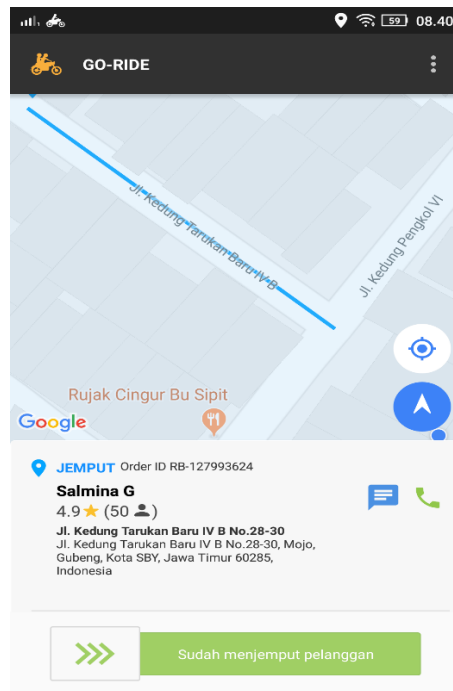 59 08.40
GO-RIDE
Jl. Kedung Tarukan Baru IV B
Jl. Kedung Pengkol VI
Rujak Cingur Bu Sipit
Google
JEMPUT Order ID RB-127993624
Salmina G
4.9 (50)
Jl. Kedung Tarukan Baru IV B No.28-30
Jl. Kedung Tarukan Baru IV B No.28-30, Mojo,
Gubeng, Kota SBY, Jawa Timur 60285,
Indonesia
Sudah menjemput pelanggan